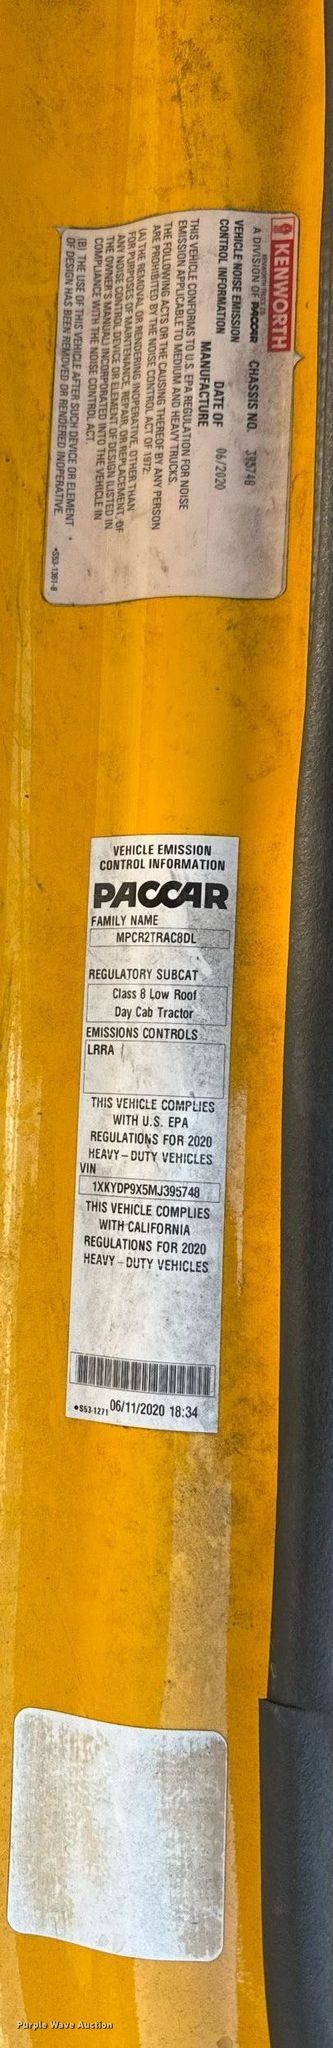 KENWORTH
A DIVISION OF PACCAR CHASSIS NO. 395748
VEHICLE NOISE EMISSION
CONTROL INFORMATION
DATE OF
MANUFACTURE
06/2020
THIS VEHICLE CONFORMS TO U.S. EPA REGULATION FOR NOISE
EMISSION APPLICABLE TO MEDIUM AND HEAVY TRUCKS.
THE FOLLOWING ACTS OR THE CAUSING THEREOF BY ANY PERSON
ARE PROHIBITED BY THE NOISE CONTROL ACT OF 1972:
(A) THE REMOVAL OR RENDERING INOPERATIVE, OTHER THAN
FOR PURPOSES OF MAINTENANCE, REPAIR, OR REPLACEMENT, OF
ANY NOISE CONTROL DEVICE OR ELEMENT OF DESIGN LISTED IN
THE OWNER'S MANUAL) INCORPORATED INTO THE VEHICLE IN
COMPLIANCE WITH THE NOISE CONTROL ACT.
(B) THE USE OF THIS VEHICLE AFTER SUCH DEVICE OR ELEMENT
OF DESIGN HAS BEEN REMOVED OR RENDERED INOPERATIVE.
•S53-1361-B
VEHICLE EMISSION
CONTROL INFORMATION
PACCAR
FAMILY NAME
MPCR2TRAC8DL
REGULATORY SUBCAT
Class 8 Low Roof
Day Cab Tractor
EMISSIONS CONTROLS
LRRA
THIS VEHICLE COMPLIES
WITH U.S. EPA
REGULATIONS FOR 2020
HEAVY-DUTY VEHICLES
VIN
1XKYDP9X5MJ395748
THIS VEHICLE COMPLIES
WITH CALIFORNIA
REGULATIONS FOR 2020
HEAVY-DUTY VEHICLES
•S53-1271 06/11/2020 18:34
Purple Wave Auction